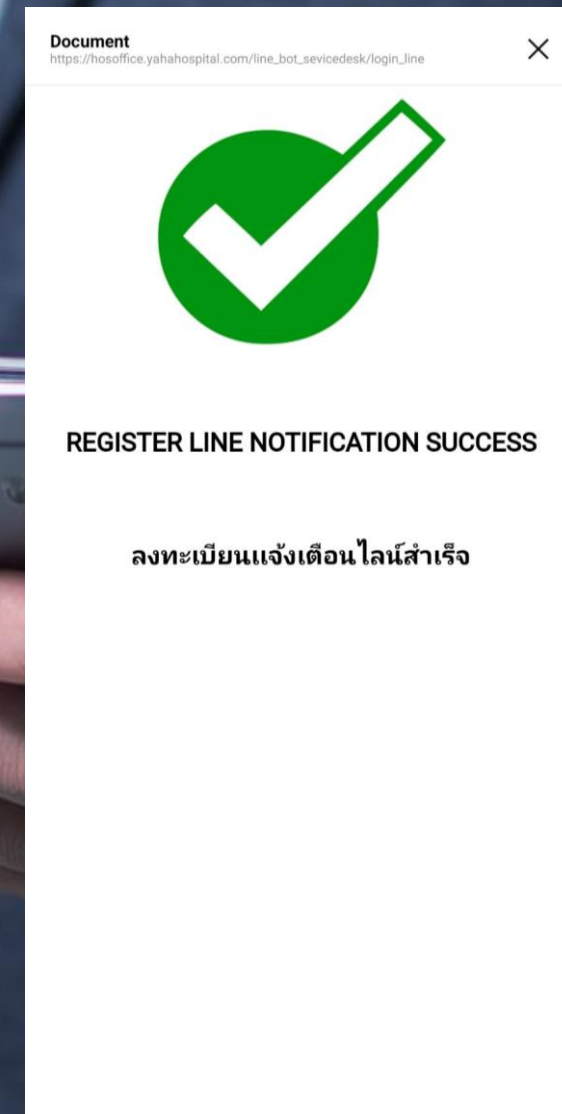 Document
https://hosoffice.yahahospital.com/line_bot_sevicedesk/login_line
REGISTER LINE NOTIFICATION SUCCESS
ลงทะเบียนแจ้งเตือนไลน์สำเร็จ